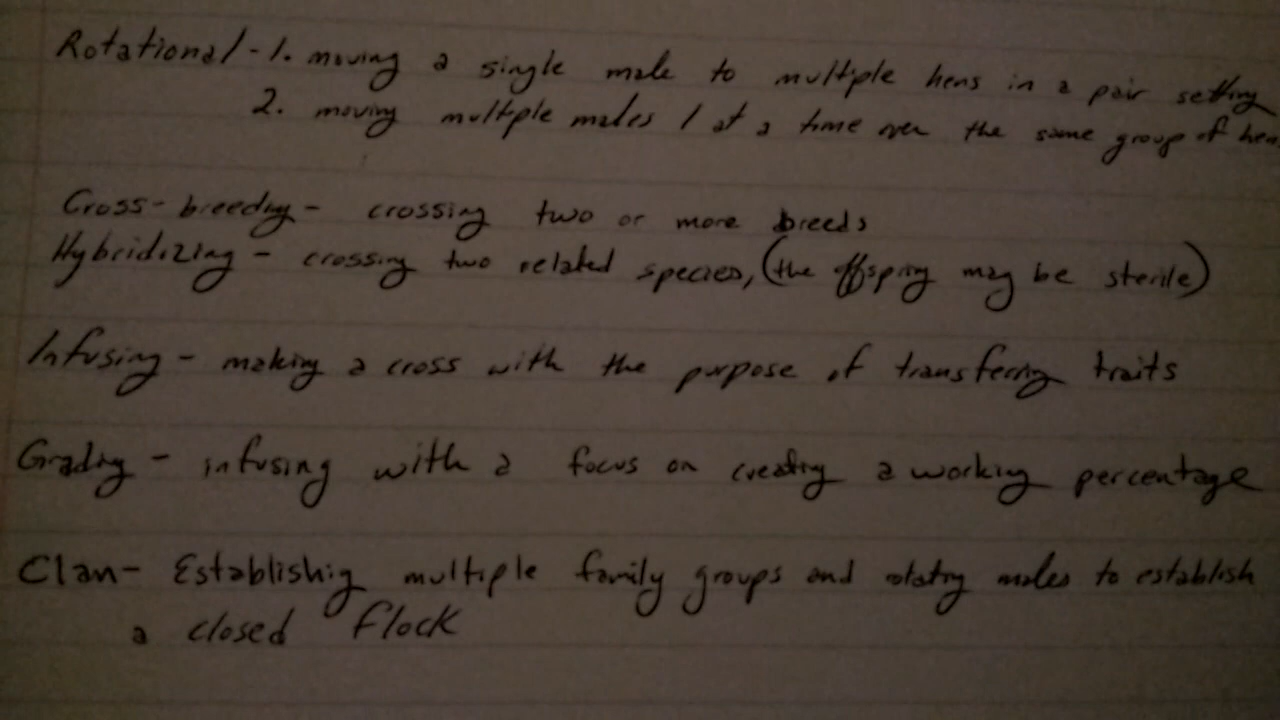 Rotational - 1. moving a single male to multiple hens in a pair setting
2. moving multiple males 1 at a time over the same group of hen
Cross-breeding - crossing two or more breeds
Hybridizing - crossing two related species, (the offspring may be sterile)
Infusing - making a cross with the purpose of transferring traits
Grading - infusing with a focus on creating a working percentage
Clan- Establishing multiple family groups and rotating males to establish
a closed flock